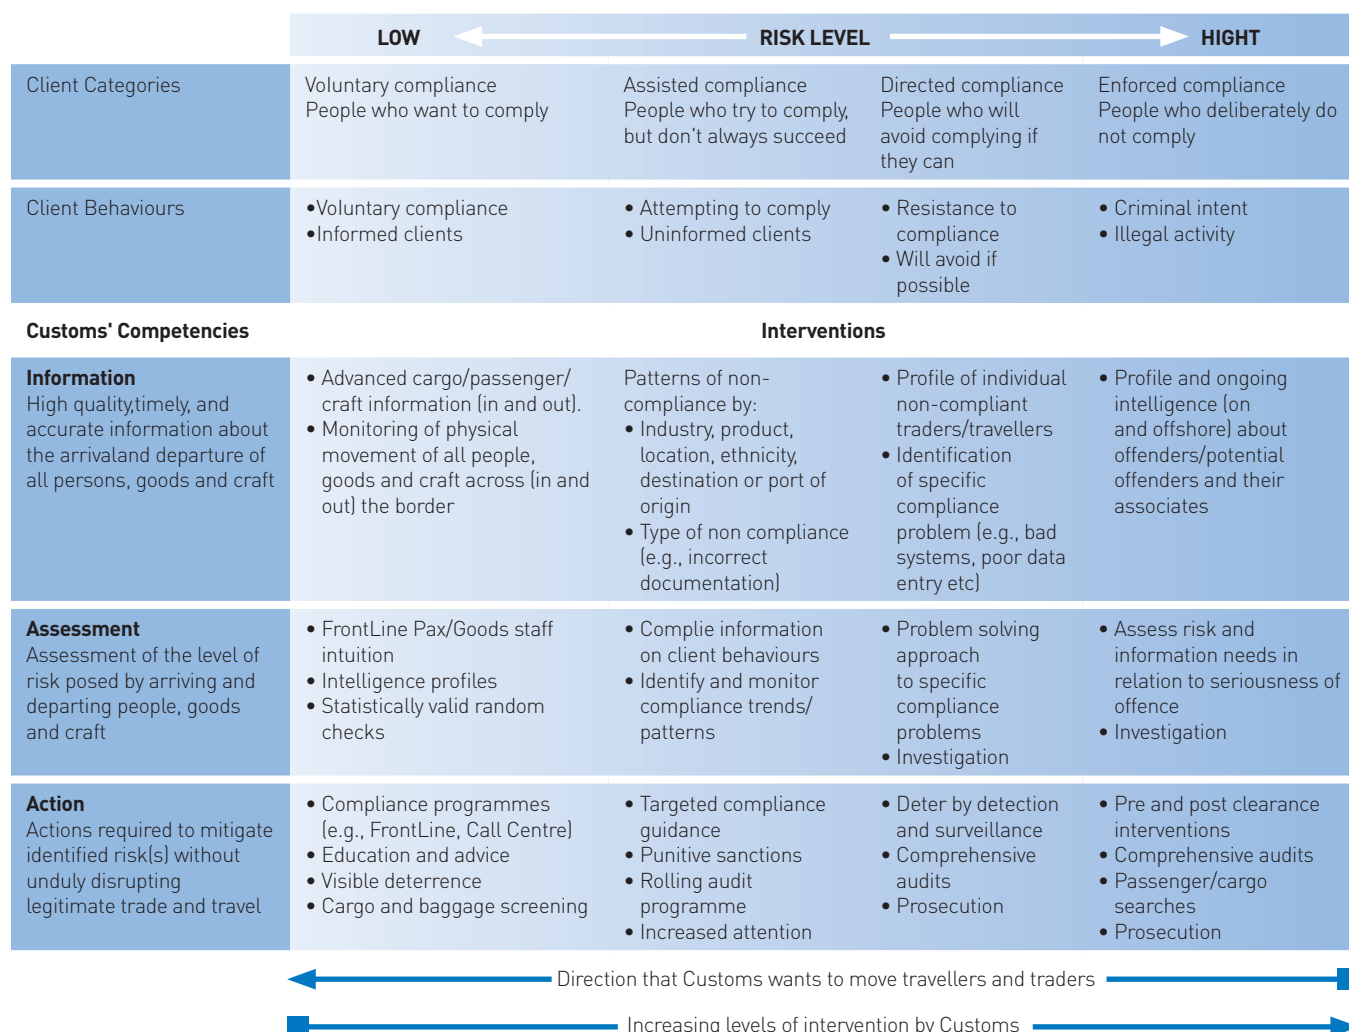 LOW RISK LEVEL HIGHT
Client Categories
Voluntary compliance
People who want to comply
Assisted compliance
People who try to comply,
but don't always succeed
Directed compliance
People who will
avoid complying if
they can
Enforced compliance
People who deliberately do
not comply
Client Behaviours
•Voluntary compliance
•Informed clients
• Attempting to comply
• Uninformed clients
• Resistance to
compliance
• Will avoid if
possible
• Criminal intent
• Illegal activity
Customs' Competencies
Interventions
Information
High quality,timely, and
accurate information about
the arrivaland departure of
all persons, goods and craft
• Advanced cargo/passenger/
craft information (in and out).
• Monitoring of physical
movement of all people,
goods and craft across (in and
out) the border
Patterns of non-
compliance by:
• Industry, product,
location, ethnicity,
destination or port of
origin
• Type of non compliance
(e.g., incorrect
documentation)
• Profile of individual
non-compliant
traders/travellers
• Identification
of specific
compliance
problem (e.g., bad
systems, poor data
entry etc)
• Profile and ongoing
intelligence (on
and offshore) about
offenders/potential
offenders and their
associates
Assessment
Assessment of the level of
risk posed by arriving and
departing people, goods
and craft
• FrontLine Pax/Goods staff
intuition
• Intelligence profiles
• Statistically valid random
checks
• Complie information
on client behaviours
• Identify and monitor
compliance trends/
patterns
• Problem solving
approach
to specific
compliance
problems
• Investigation
• Assess risk and
information needs in
relation to seriousness of
offence
• Investigation
Action
Actions required to mitigate
identified risk(s) without
unduly disrupting
legitimate trade and travel
• Compliance programmes
(e.g., FrontLine, Call Centre)
• Education and advice
• Visible deterrence
• Cargo and baggage screening
• Targeted compliance
guidance
• Punitive sanctions
• Rolling audit
programme
• Increased attention
• Deter by detection
and surveillance
• Comprehensive
audits
• Prosecution
• Pre and post clearance
interventions
• Comprehensive audits
• Passenger/cargo
searches
• Prosecution
Direction that Customs wants to move travellers and traders
Increasing levels of intervention by Customs